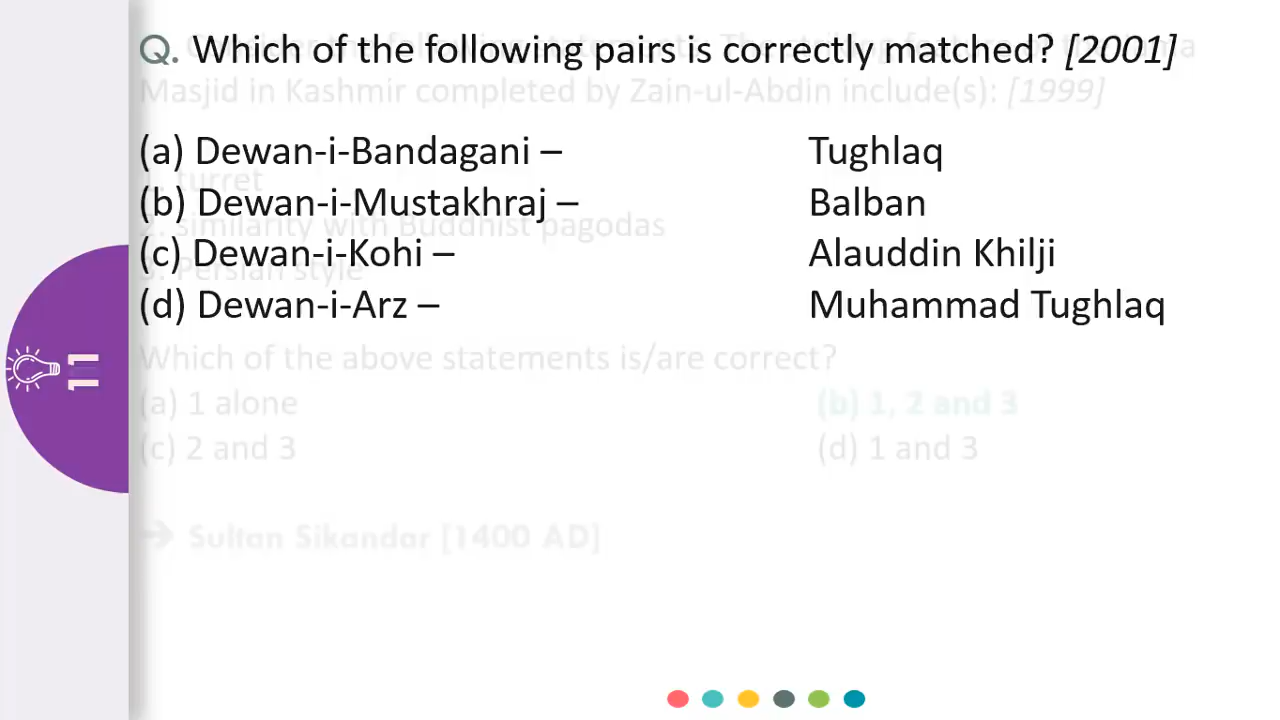 Q. Which of the following pairs is correctly matched? [2001]
Masjid in Kashmir completed by Zain-ul-Abdin include(s): [1999]
(a) Dewan-i-Bandagani – Tughlaq
1. turret
(b) Dewan-i-Mustakhraj – Balban
2. similarity with Buddhist pagodas
(c) Dewan-i-Kohi – Alauddin Khilji
3. Persian style
(d) Dewan-i-Arz – Muhammad Tughlaq
Which of the above statements is/are correct?
(a) 1 alone (b) 1, 2 and 3
(c) 2 and 3 (d) 1 and 3
→ Sultan Sikandar [1400 AD]
11